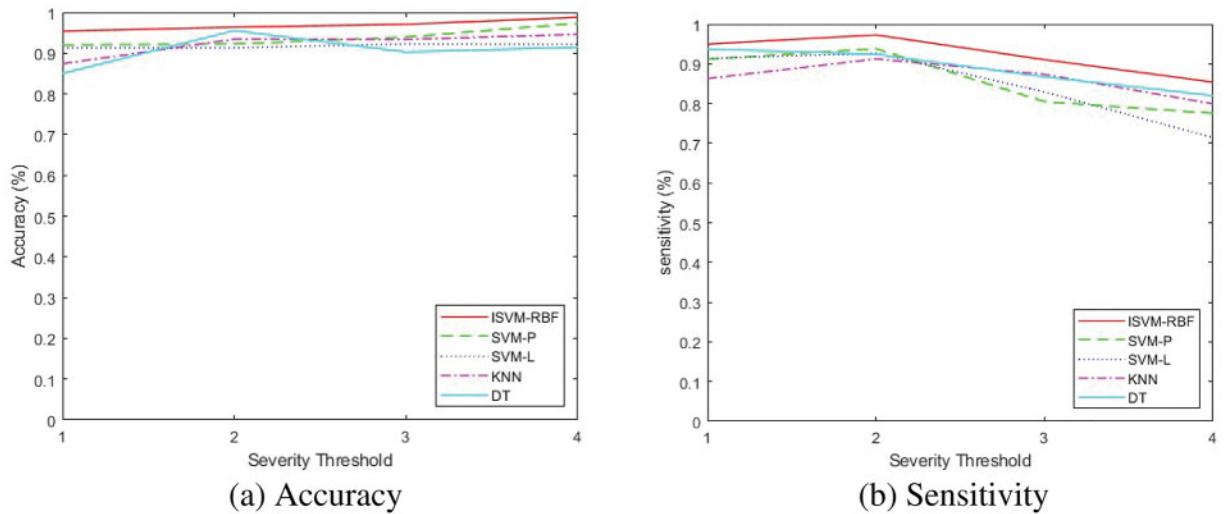 1
0.9
0.8
0.7
0.6
0.5
0.4
0.3
0.2
0.1
0
Accuracy (%)
ISVM-RBF
SVM-P
SVM-L
KNN
DT
1 2 3 4
Severity Threshold
(a) Accuracy
1
0.9
0.8
0.7
0.6
0.5
0.4
0.3
0.2
0.1
0
sensitivity (%)
ISVM-RBF
SVM-P
SVM-L
KNN
DT
1 2 3 4
Severity Threshold
(b) Sensitivity